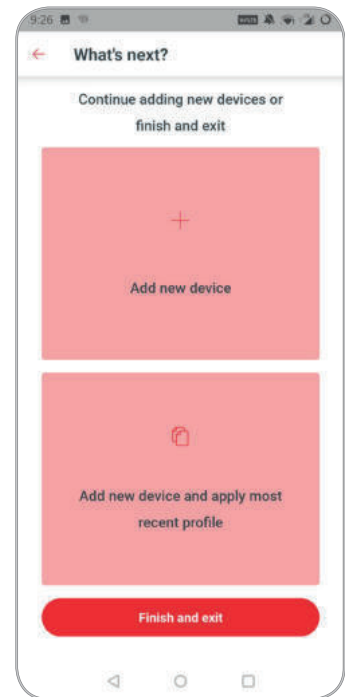 9:26
What's next?
Continue adding new devices or
finish and exit
Add new device
Add new device and apply most
recent profile
Finish and exit